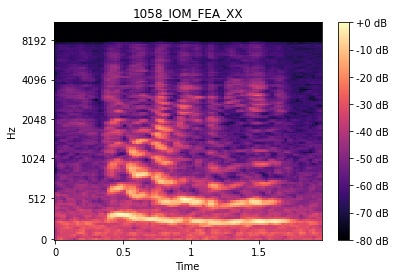 1058_IOM_FEA_XX
8192
4096
2048
1024
512
0
Hz
0
0.5
1
1.5
Time
+0 dB
-10 dB
-20 dB
-30 dB
-40 dB
-50 dB
-60 dB
-70 dB
-80 dB